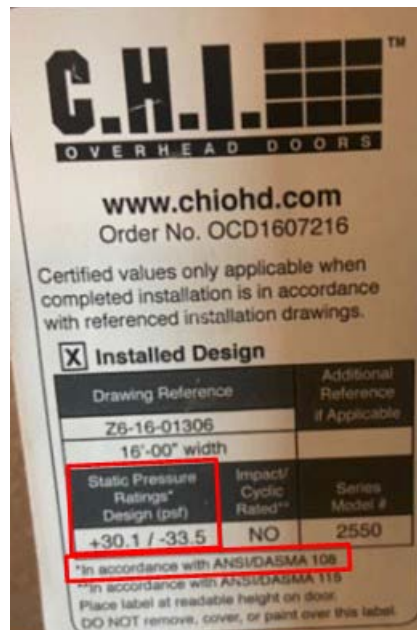 C.H.I. ™
OVERHEAD DOORS
www.chiohd.com
Order No. OCD1607216
Certified values only applicable when
completed installation is in accordance
with referenced installation drawings.
X Installed Design
Drawing Reference
Additional
Reference
if Applicable
Z6-16-01306
16'-00" width
Static Pressure
Ratings*
Design (psf)
Impact/
Cyclic
Rated**
Series
Model #
+30.1 / -33.5 NO 2550
*In accordance with ANSI/DASMA 108
**In accordance with ANSI/DASMA 115
Place label at readable height on door.
DO NOT remove, cover, or paint over this label.